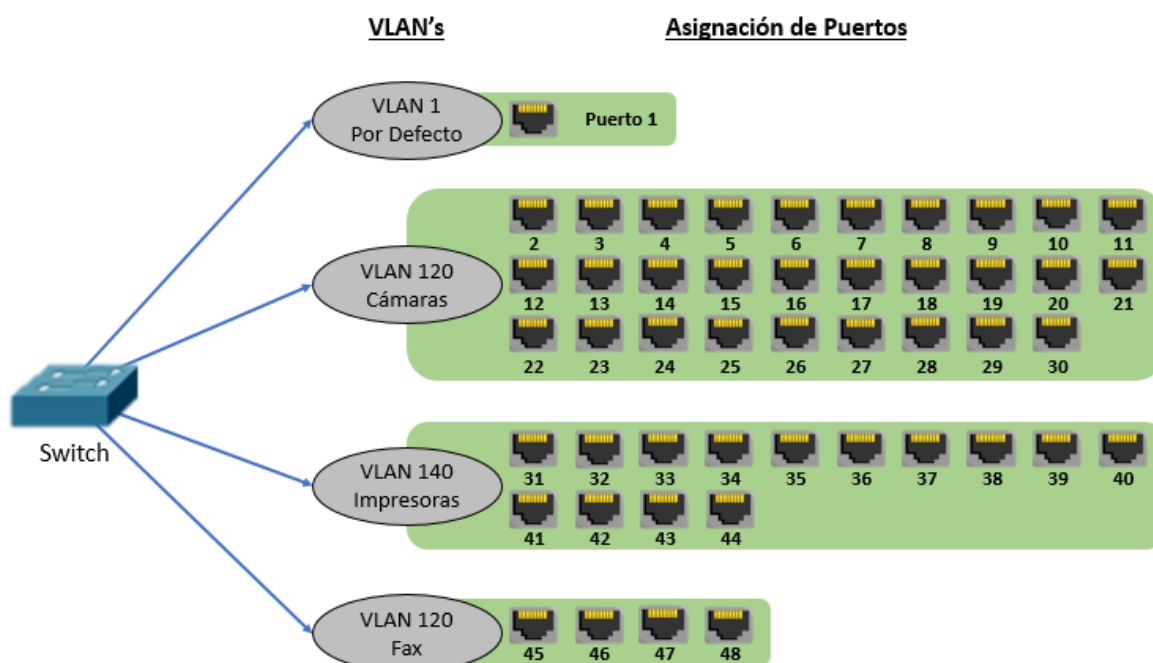 VLAN's Asignación de Puertos
VLAN 1
Por Defecto
Puerto 1
VLAN 120
Cámaras
2 3 4 5 6 7 8 9 10 11
12 13 14 15 16 17 18 19 20 21
22 23 24 25 26 27 28 29 30
Switch
VLAN 140
Impresoras
31 32 33 34 35 36 37 38 39 40
41 42 43 44
VLAN 120
Fax
45 46 47 48